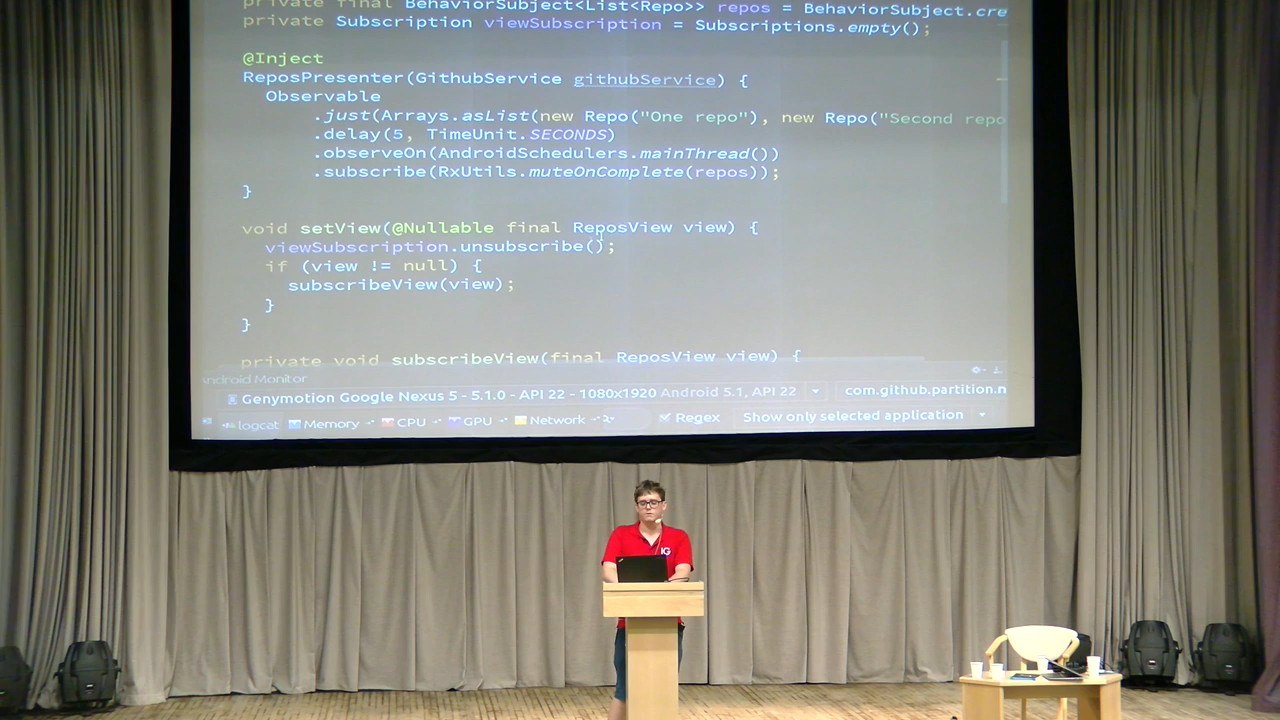 private final BehaviorSubject<List<Repo>> repos = BehaviorSubject.cre
private Subscription viewSubscription = Subscriptions.empty();
@Inject
ReposPresenter(GithubService githubService) {
Observable
.just(Arrays.asList(new Repo("One repo"), new Repo("Second repo
.delay(5, TimeUnit.SECONDS)
.observeOn(AndroidSchedulers.mainThread())
.subscribe(RxUtils.muteOnComplete(repos));
}
void setView(@Nullable final ReposView view) {
viewSubscription.unsubscribe();
if (view != null) {
subscribeView(view);
}
}
private void subscribeView(final ReposView view) {
Android Monitor
Genymotion Google Nexus 5 - 5.1.0 - API 22 - 1080x1920 Android 5.1, API 22 com.github.partition.n
logcat Memory CPU GPU Network Regex Show only selected application
IG